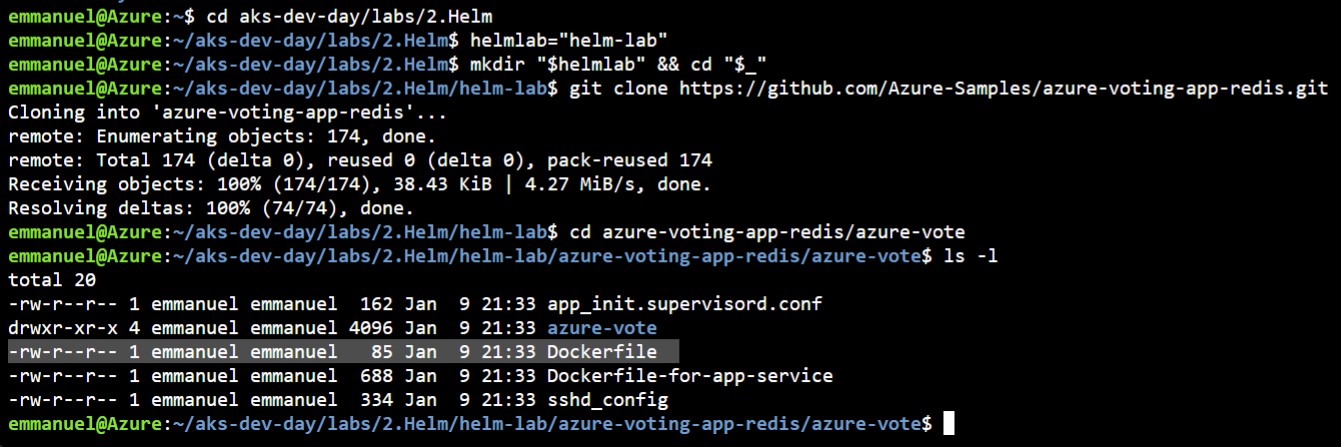 emmanuel@Azure:~$ cd aks-dev-day/labs/2.Helm
emmanuel@Azure:~/aks-dev-day/labs/2.Helm$ helmlab="helm-lab"
emmanuel@Azure:~/aks-dev-day/labs/2.Helm$ mkdir "$helmlab" && cd "$_"
emmanuel@Azure:~/aks-dev-day/labs/2.Helm/helm-lab$ git clone https://github.com/Azure-Samples/azure-voting-app-redis.git
Cloning into 'azure-voting-app-redis'...
remote: Enumerating objects: 174, done.
remote: Total 174 (delta 0), reused 0 (delta 0), pack-reused 174
Receiving objects: 100% (174/174), 38.43 KiB | 4.27 MiB/s, done.
Resolving deltas: 100% (74/74), done.
emmanuel@Azure:~/aks-dev-day/labs/2.Helm/helm-lab$ cd azure-voting-app-redis/azure-vote
emmanuel@Azure:~/aks-dev-day/labs/2.Helm/helm-lab/azure-voting-app-redis/azure-vote$ ls -l
total 20
-rw-r--r-- 1 emmanuel emmanuel  162 Jan  9 21:33 app_init.supervisord.conf
drwxr-xr-x 4 emmanuel emmanuel 4096 Jan  9 21:33 azure-vote
-rw-r--r-- 1 emmanuel emmanuel   85 Jan  9 21:33 Dockerfile
-rw-r--r-- 1 emmanuel emmanuel  688 Jan  9 21:33 Dockerfile-for-app-service
-rw-r--r-- 1 emmanuel emmanuel  334 Jan  9 21:33 sshd_config
emmanuel@Azure:~/aks-dev-day/labs/2.Helm/helm-lab/azure-voting-app-redis/azure-vote$